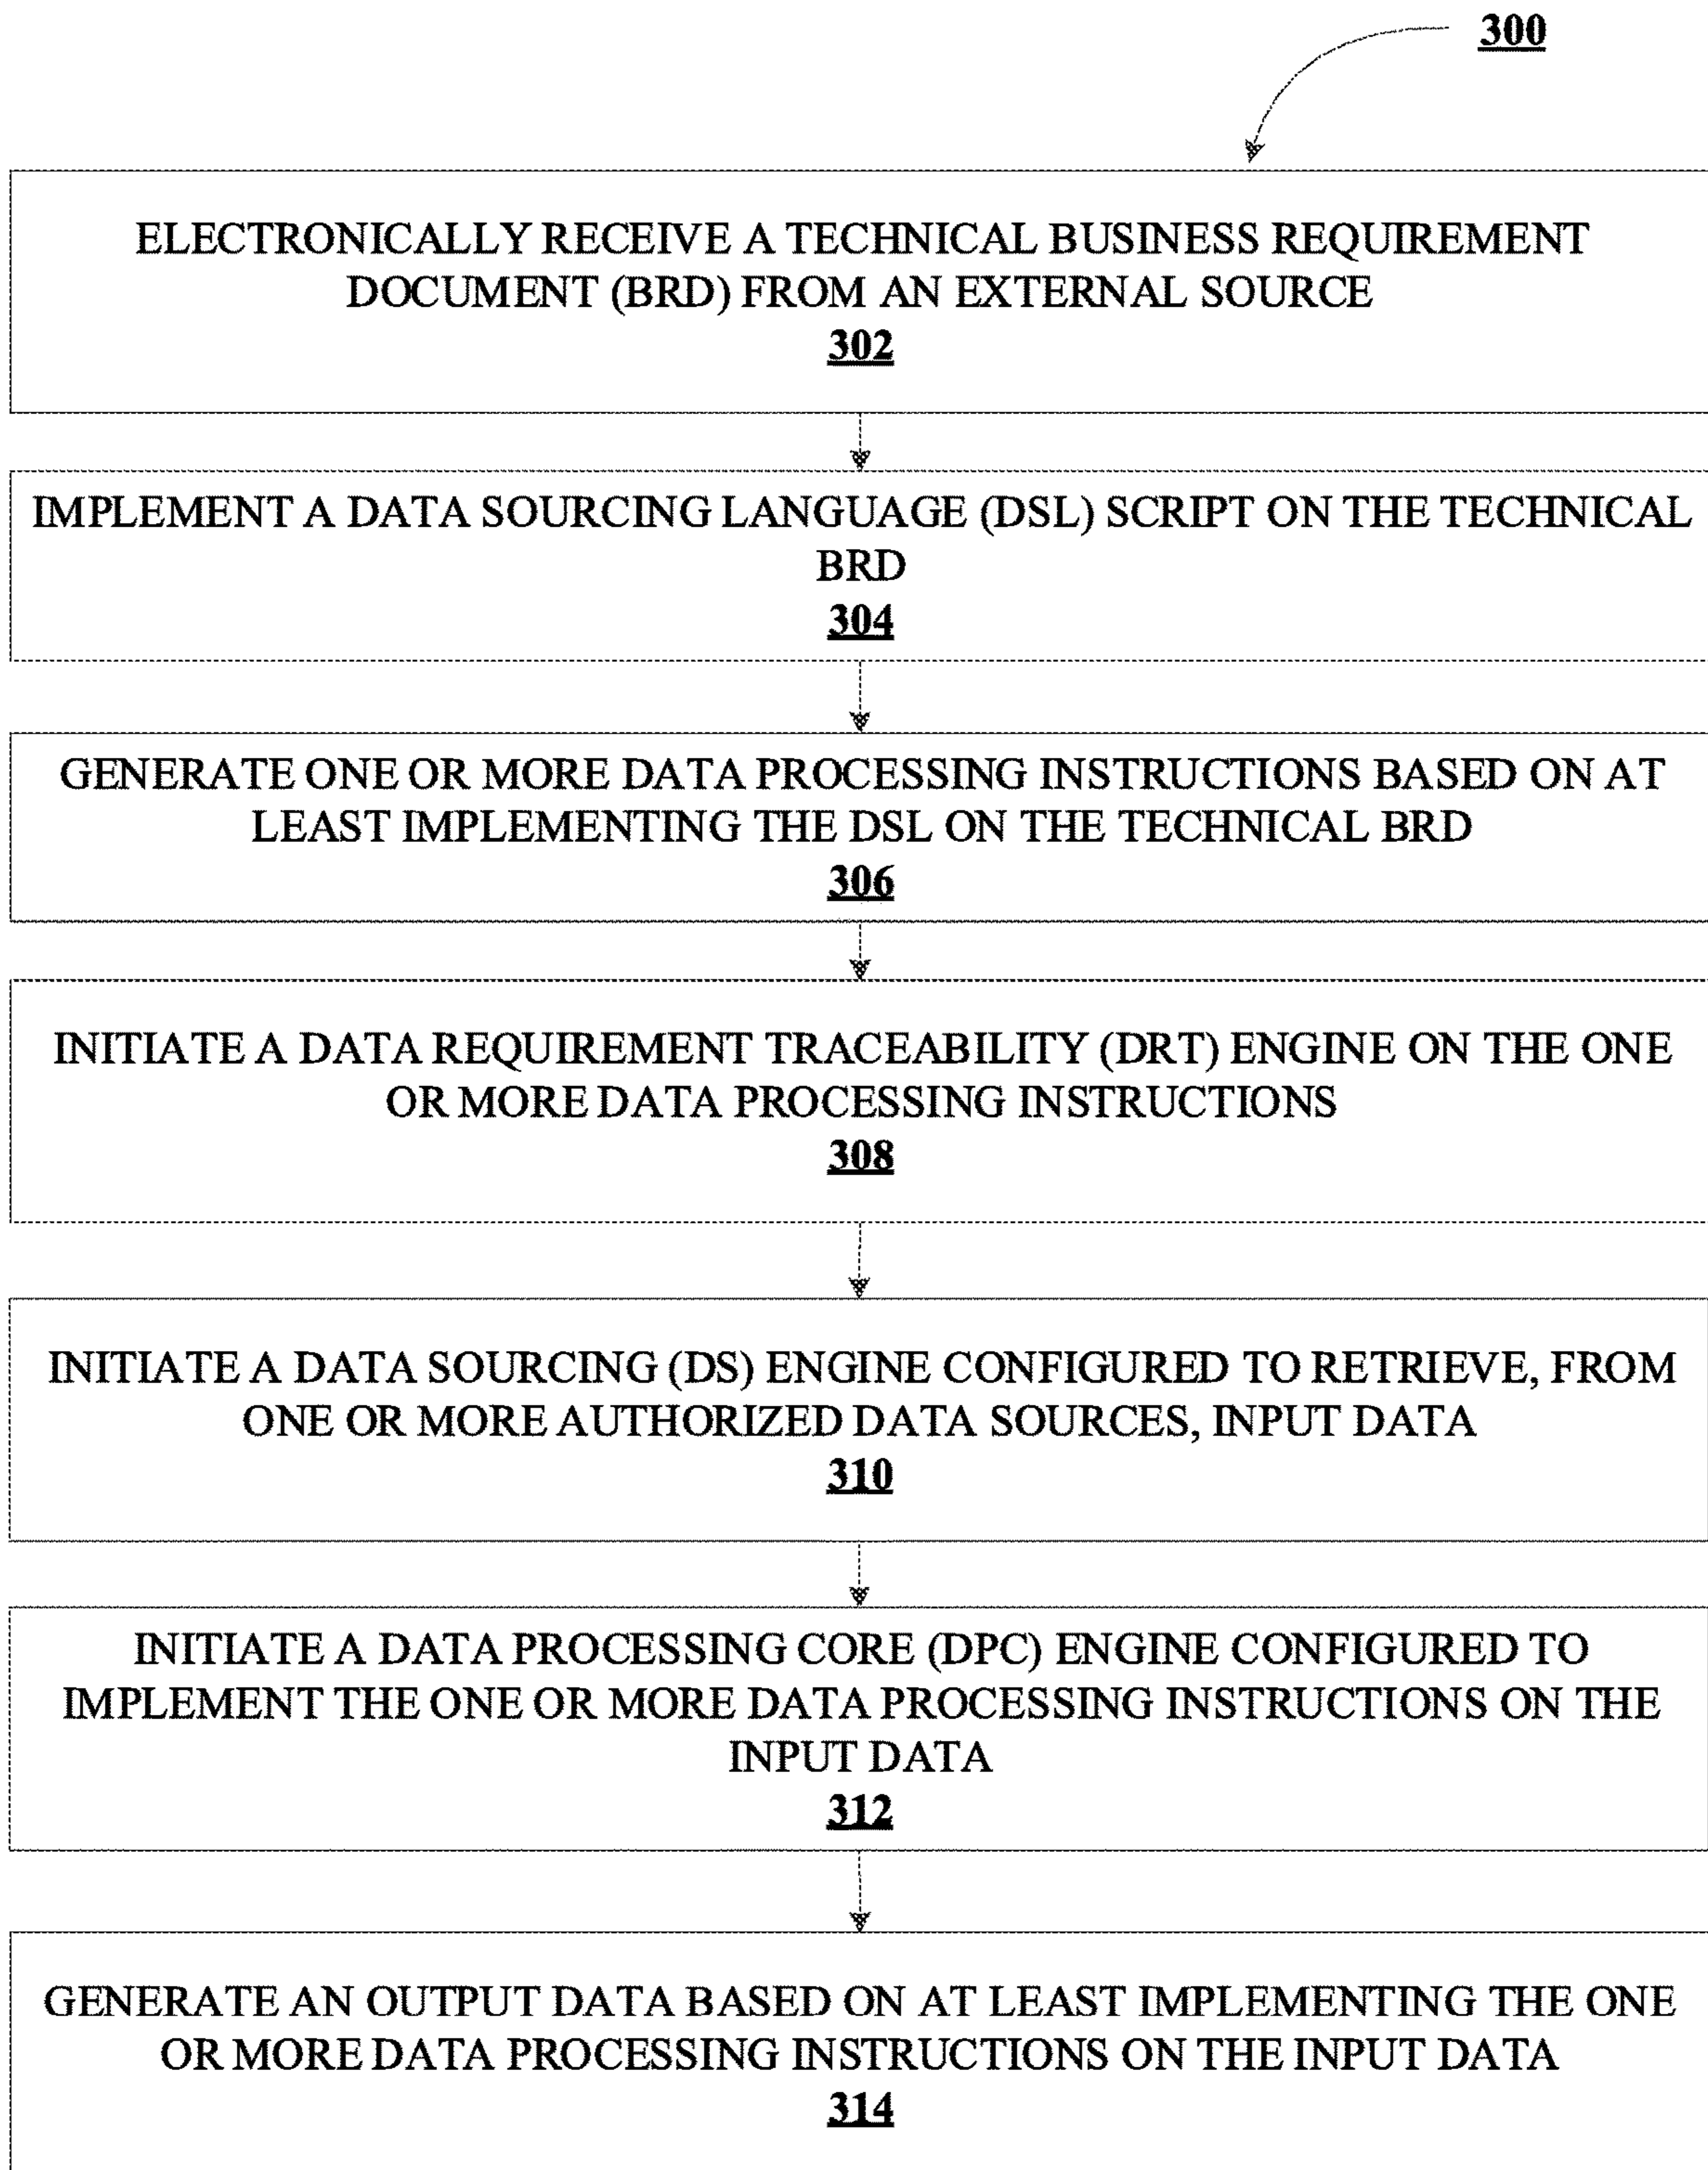 300
ELECTRONICALLY RECEIVE A TECHNICAL BUSINESS REQUIREMENT
DOCUMENT (BRD) FROM AN EXTERNAL SOURCE
302
IMPLEMENT A DATA SOURCING LANGUAGE (DSL) SCRIPT ON THE TECHNICAL
BRD
304
GENERATE ONE OR MORE DATA PROCESSING INSTRUCTIONS BASED ON AT
LEAST IMPLEMENTING THE DSL ON THE TECHNICAL BRD
306
INITIATE A DATA REQUIREMENT TRACEABILITY (DRT) ENGINE ON THE ONE
OR MORE DATA PROCESSING INSTRUCTIONS
308
INITIATE A DATA SOURCING (DS) ENGINE CONFIGURED TO RETRIEVE, FROM
ONE OR MORE AUTHORIZED DATA SOURCES, INPUT DATA
310
INITIATE A DATA PROCESSING CORE (DPC) ENGINE CONFIGURED TO
IMPLEMENT THE ONE OR MORE DATA PROCESSING INSTRUCTIONS ON THE
INPUT DATA
312
GENERATE AN OUTPUT DATA BASED ON AT LEAST IMPLEMENTING THE ONE
OR MORE DATA PROCESSING INSTRUCTIONS ON THE INPUT DATA
314